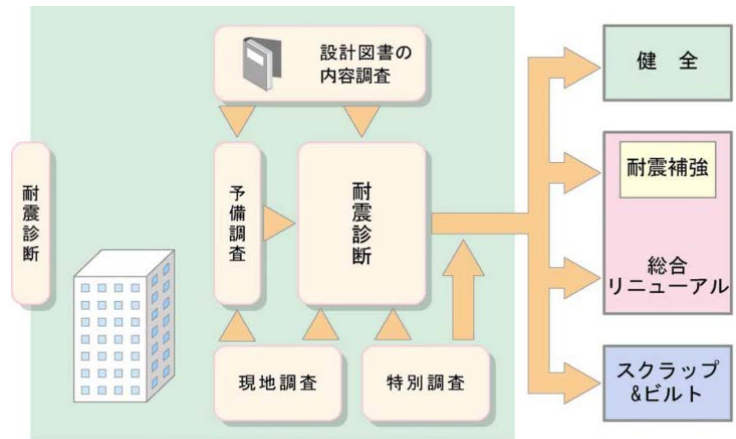 設計図書の
内容調査
耐震診断
予備調査
耐震診断
現地調査
特別調査
健 全
耐震補強
総合
リニューアル
スクラップ
&ビルト